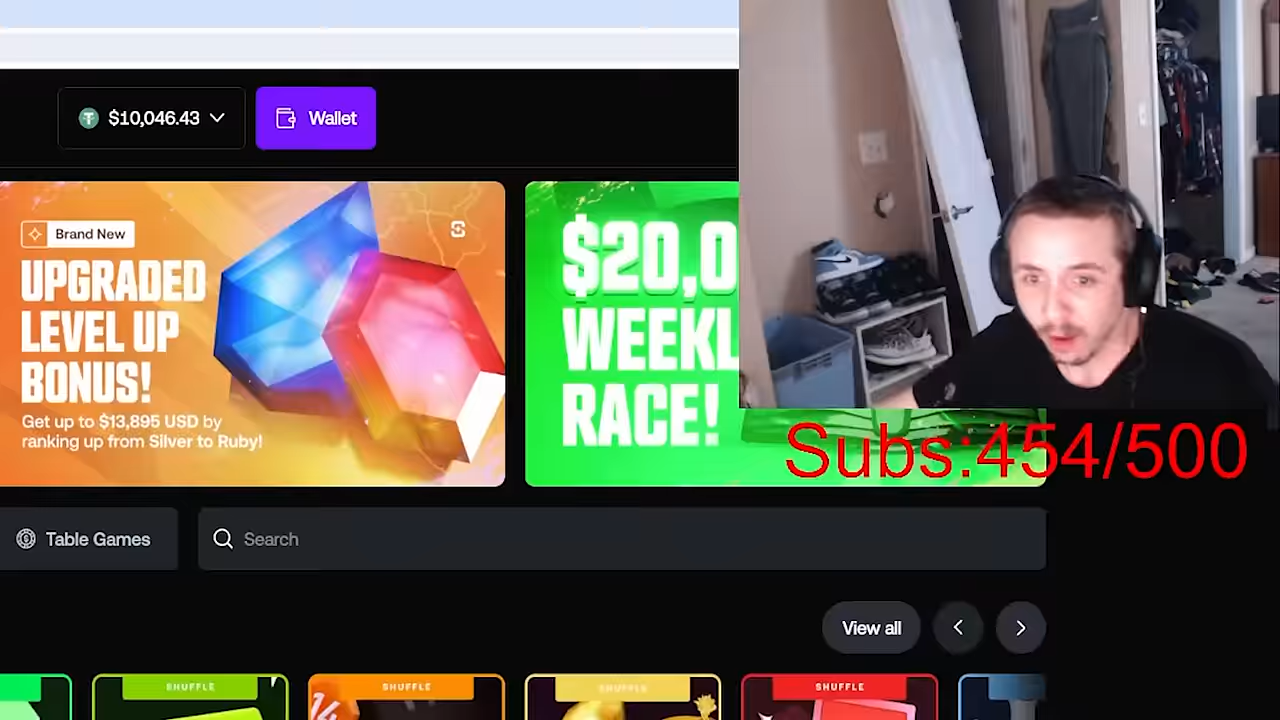 $10,046.43
Wallet
Brand New
UPGRADED
LEVEL UP
BONUS!
Get up to $13,895 USD by
ranking up from Silver to Ruby!
$20,0
WEEKL
RACE!
Subs:454/500
Table Games
Search
View all
SHUFFLE
SHUFFLE
SHUFFLE
SHUFFLE
14